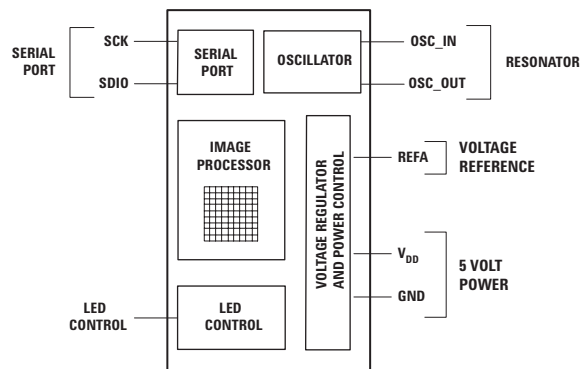 SERIAL
PORT
SCK
SDIO
SERIAL
PORT
OSCILLATOR
OSC_IN
OSC_OUT
RESONATOR
IMAGE
PROCESSOR
VOLTAGE REGULATOR
AND POWER CONTROL
REFA
VOLTAGE
REFERENCE
VDD
GND
5 VOLT
POWER
LED
CONTROL
LED
CONTROL